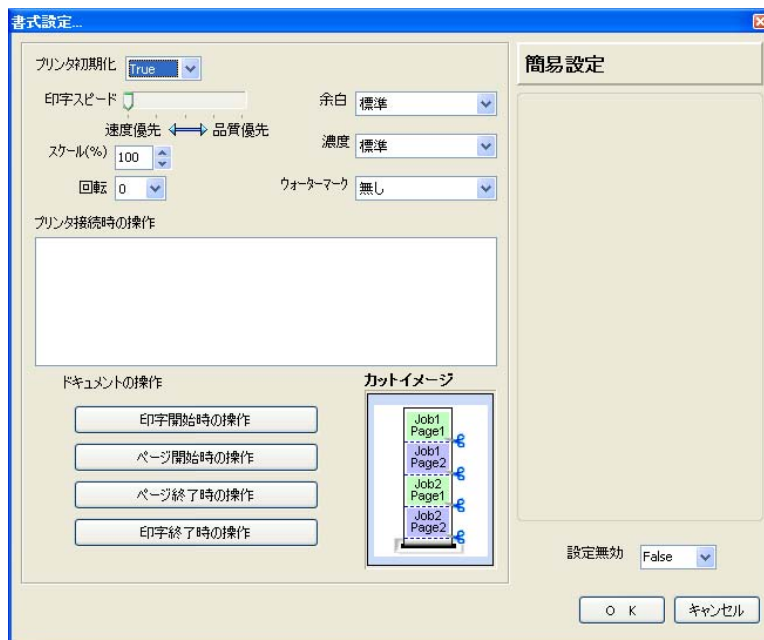 書式設定...
プリンタ初期化 True
印字スピード
速度優先 品質優先
スケール(%) 100
回転 0
余白 標準
濃度 標準
ウォーターマーク 無し
プリンタ接続時の操作
ドキュメントの操作
印字開始時の操作
ページ開始時の操作
ページ終了時の操作
印字終了時の操作
カットイメージ
Job1
Page1
Job1
Page2
Job2
Page1
Job2
Page2
簡易設定
設定無効 False
OK キャンセル